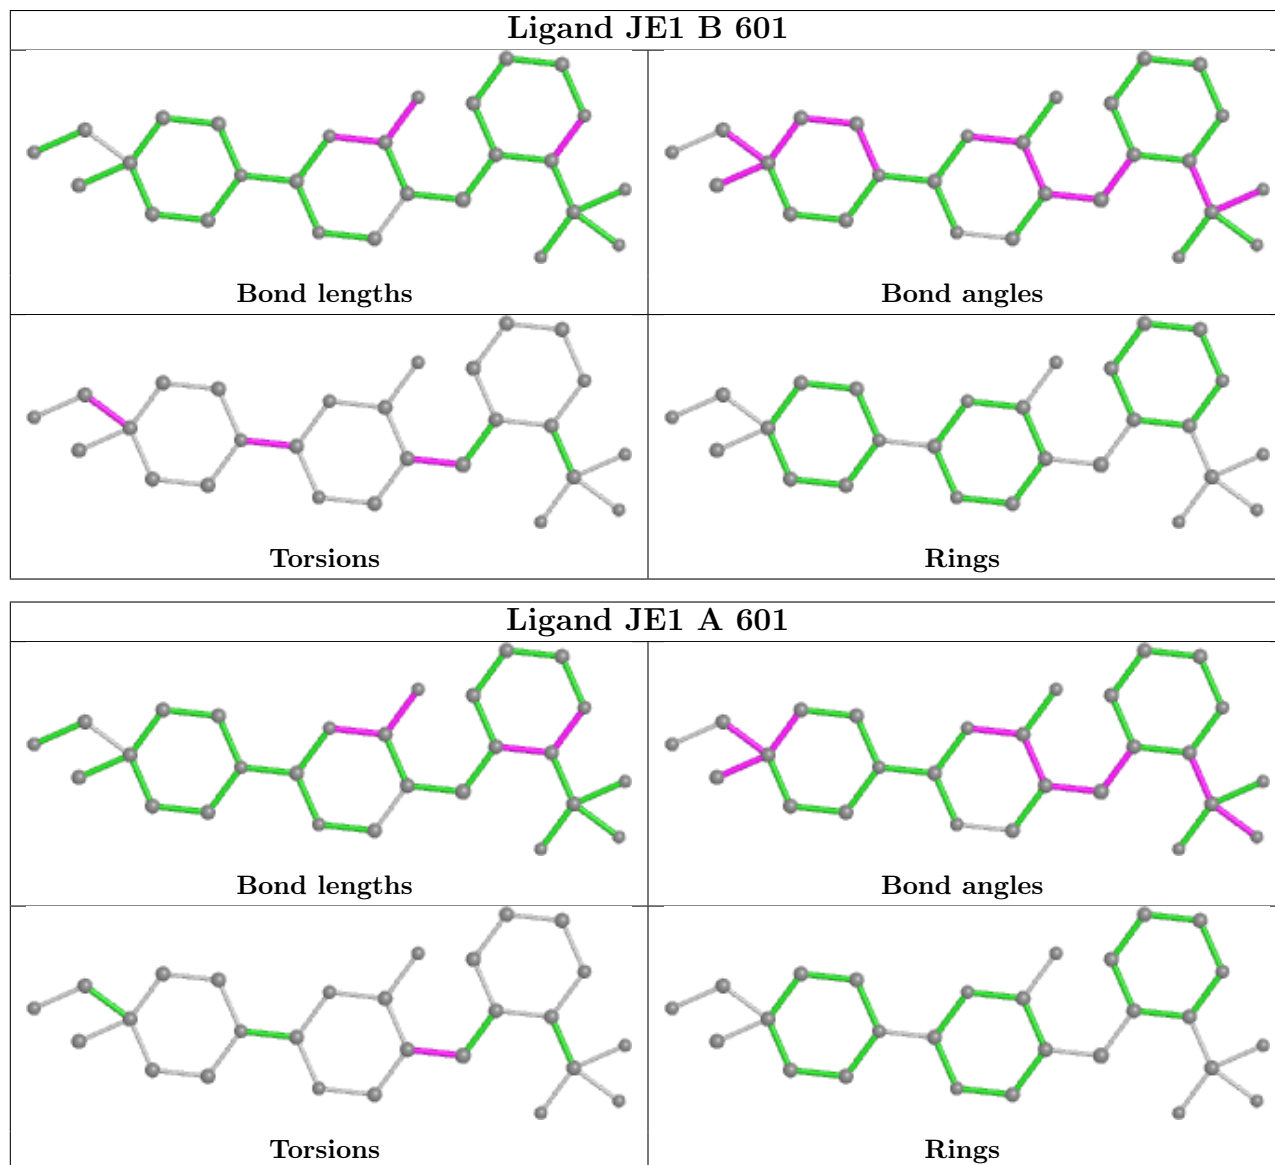 Ligand JE1 B 601
Bond lengths
Bond angles
Torsions
Rings
Ligand JE1 A 601
Bond lengths
Bond angles
Torsions
Rings